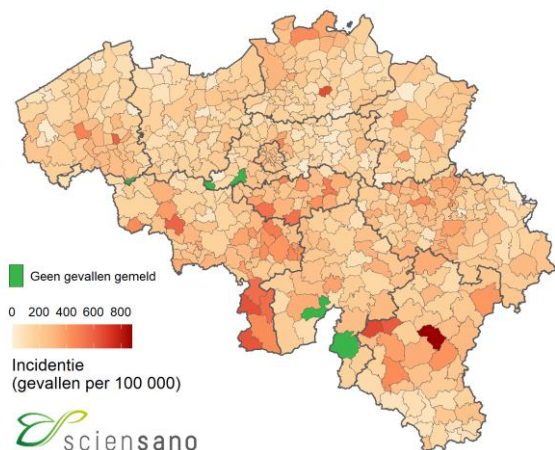 Geen gevallen gemeld
0 200 400 600 800
Incidentie
(gevallen per 100 000)
sciensano